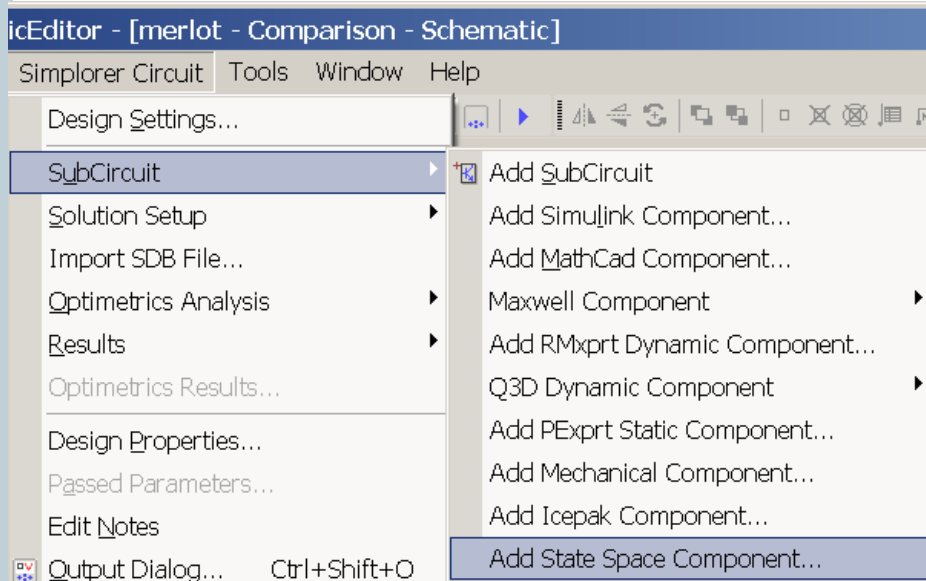 icEditor - [merlot - Comparison - Schematic]
Simplorer Circuit Tools Window Help
Design Settings...
SubCircuit
Solution Setup
Import SDB File...
Optimetrics Analysis
Results
Optimetrics Results...
Design Properties...
Passed Parameters...
Edit Notes
Output Dialog... Ctrl+Shift+O
Add SubCircuit
Add Simulink Component...
Add MathCad Component...
Maxwell Component
Add RMxprt Dynamic Component...
Q3D Dynamic Component
Add PExprt Static Component...
Add Mechanical Component...
Add Icepak Component...
Add State Space Component...